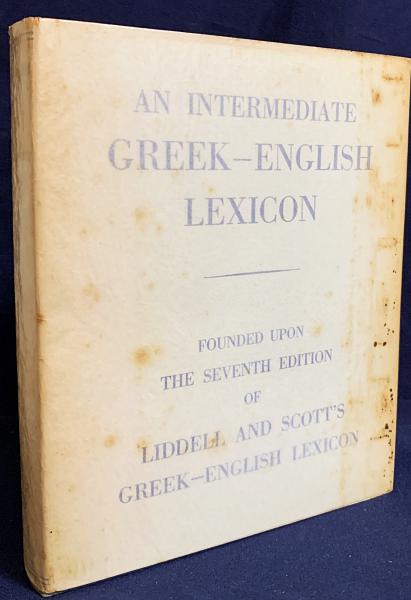 AN INTERMEDIATE
GREEK—ENGLISH
LEXICON
FOUNDED UPON
THE SEVENTH EDITION
OF
LIDDELL AND SCOTT'S
GREEK—ENGLISH LEXICON